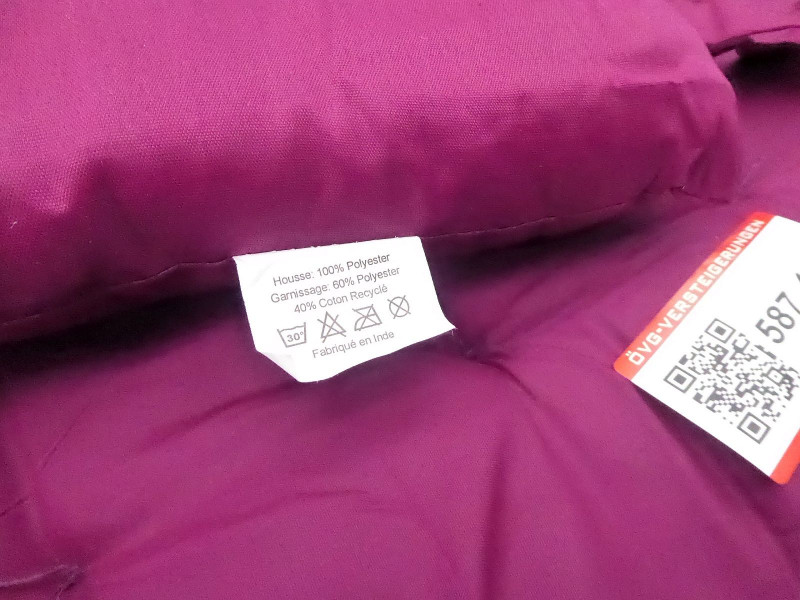 Housse: 100% Polyester
Garnissage: 60% Polyester
40% Coton Recyclé
30°
Fabriqué en Inde
ÖVG-VERSTEIGERUNGEN
587